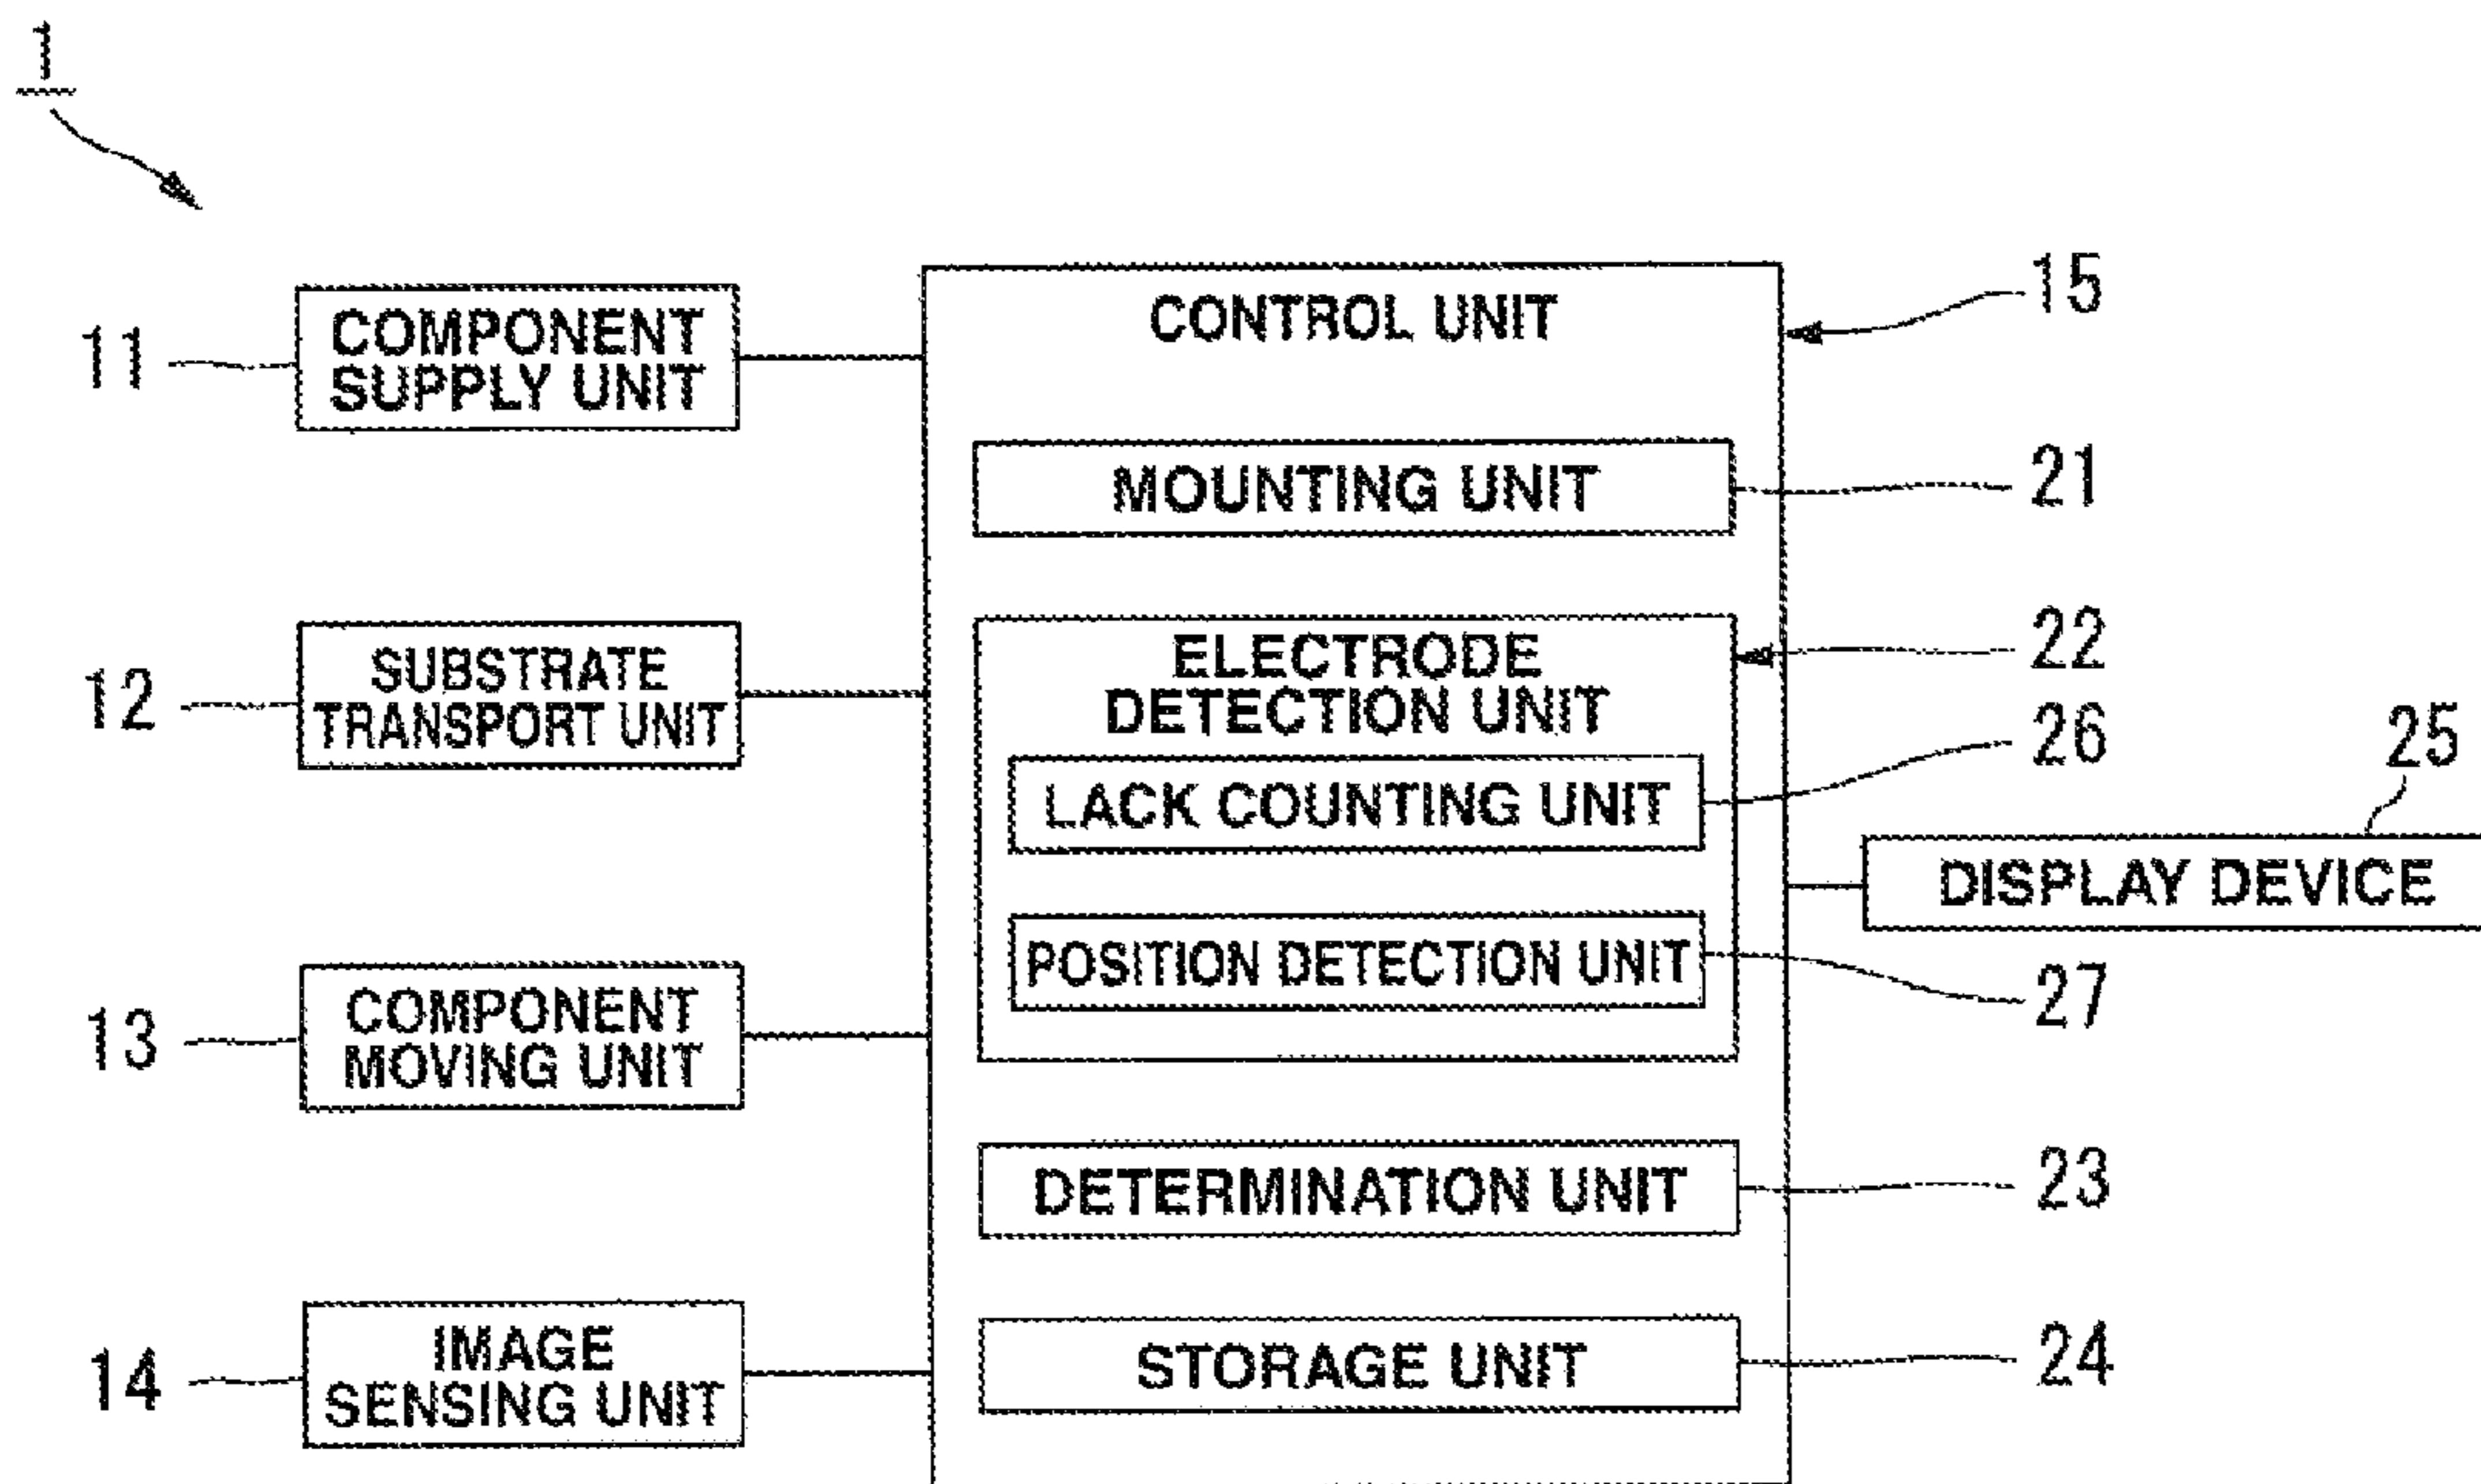 1
11
COMPONENT
SUPPLY UNIT
12
SUBSTRATE
TRANSPORT UNIT
13
COMPONENT
MOVING UNIT
14
IMAGE
SENSING UNIT
CONTROL UNIT
15
MOUNTING UNIT
21
ELECTRODE
DETECTION UNIT
22
LACK COUNTING UNIT
26
POSITION DETECTION UNIT
27
DETERMINATION UNIT
23
STORAGE UNIT
24
25
DISPLAY DEVICE